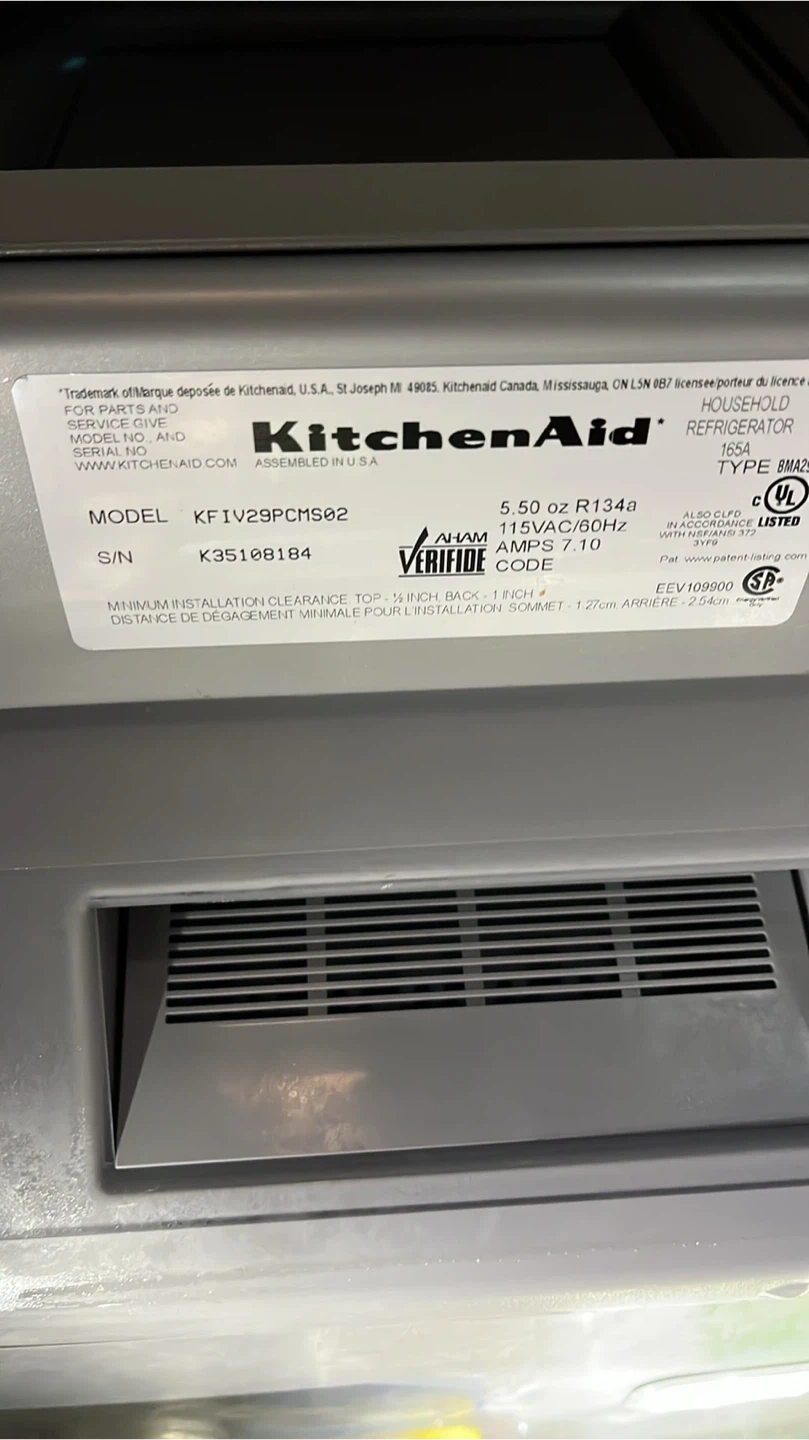 *Trademark of/Marque deposée de Kitchenaid, U.S.A., St Joseph MI 49085. Kitchenaid Canada, Mississauga, ON L5N 0B7 licensee/porteur du licence
FOR PARTS AND
SERVICE GIVE
MODEL NO., AND
SERIAL NO
WWW.KITCHENAID.COM
KitchenAid*
ASSEMBLED IN U S A
HOUSEHOLD
REFRIGERATOR
165A
TYPE 8MA2
MODEL KFIV29PCMS02
S/N K35108184
AHAM
VERIFIDE
5.50 oz R134a
115VAC/60Hz
AMPS 7.10
CODE
C UL
LISTED
ALSO CLFD
IN ACCORDANCE
WITH NSF/ANSI 372
3YF9
Pat. www.patent-listing.com
EEV109900
SP
MINIMUM INSTALLATION CLEARANCE TOP - ½ INCH, BACK - 1 INCH
DISTANCE DE DÉGAGEMENT MINIMALE POUR L'INSTALLATION SOMMET - 1 27cm, ARRIÈRE - 2.54cm